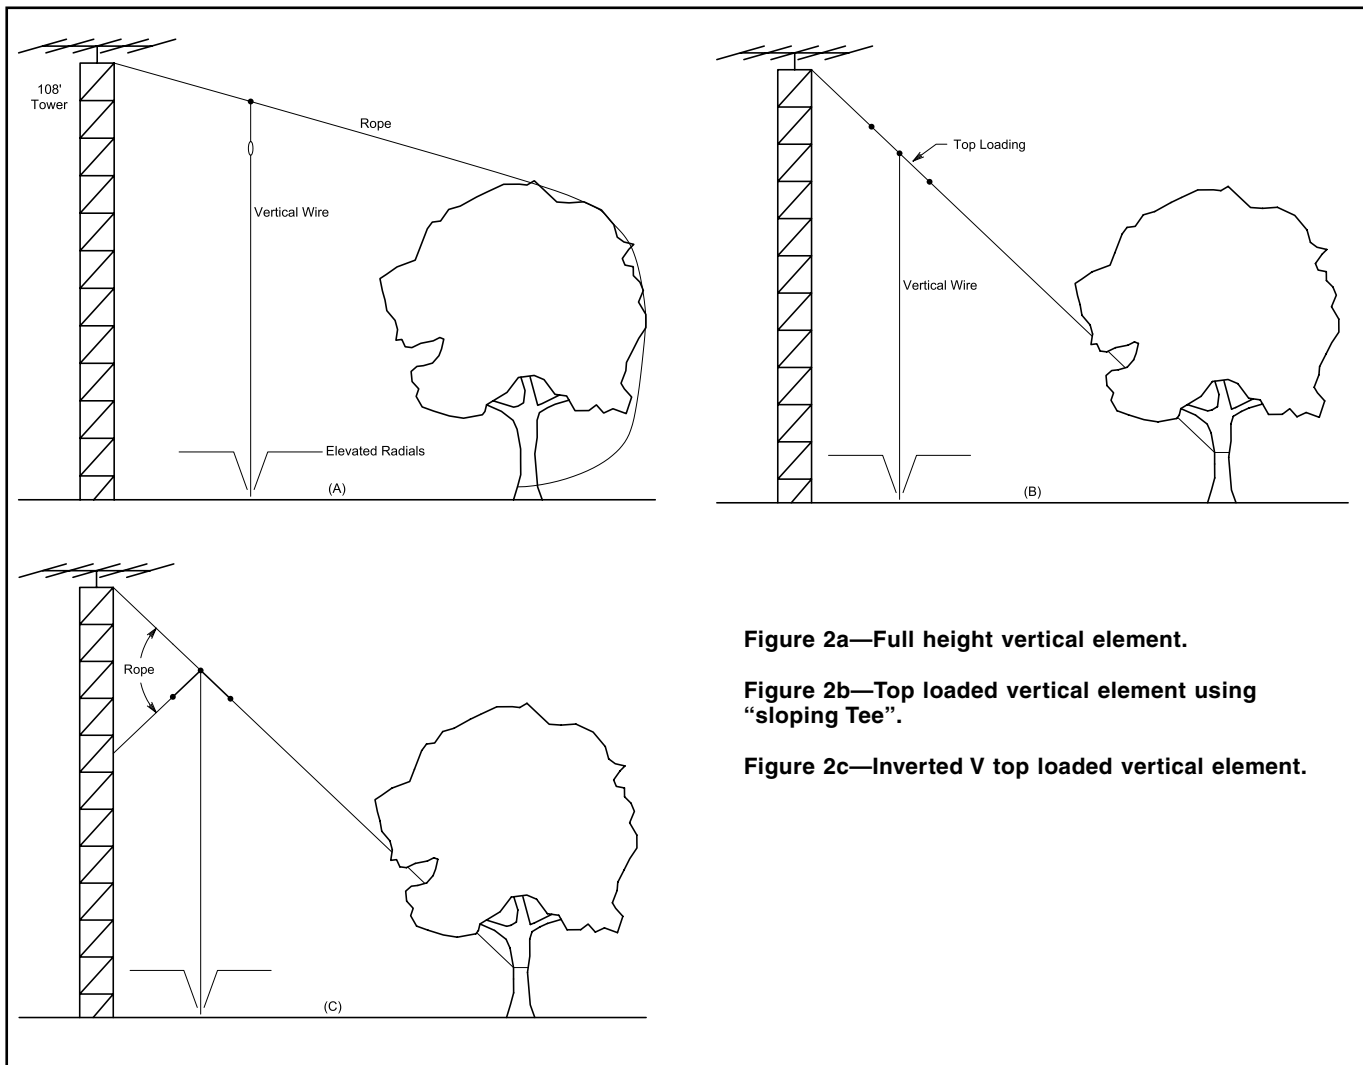 108'
Tower
Rope
Vertical Wire
Elevated Radials
(A)
Top Loading
Vertical Wire
(B)
Rope
(C)
Figure 2a—Full height vertical element.
Figure 2b—Top loaded vertical element using
“sloping Tee”.
Figure 2c—Inverted V top loaded vertical element.